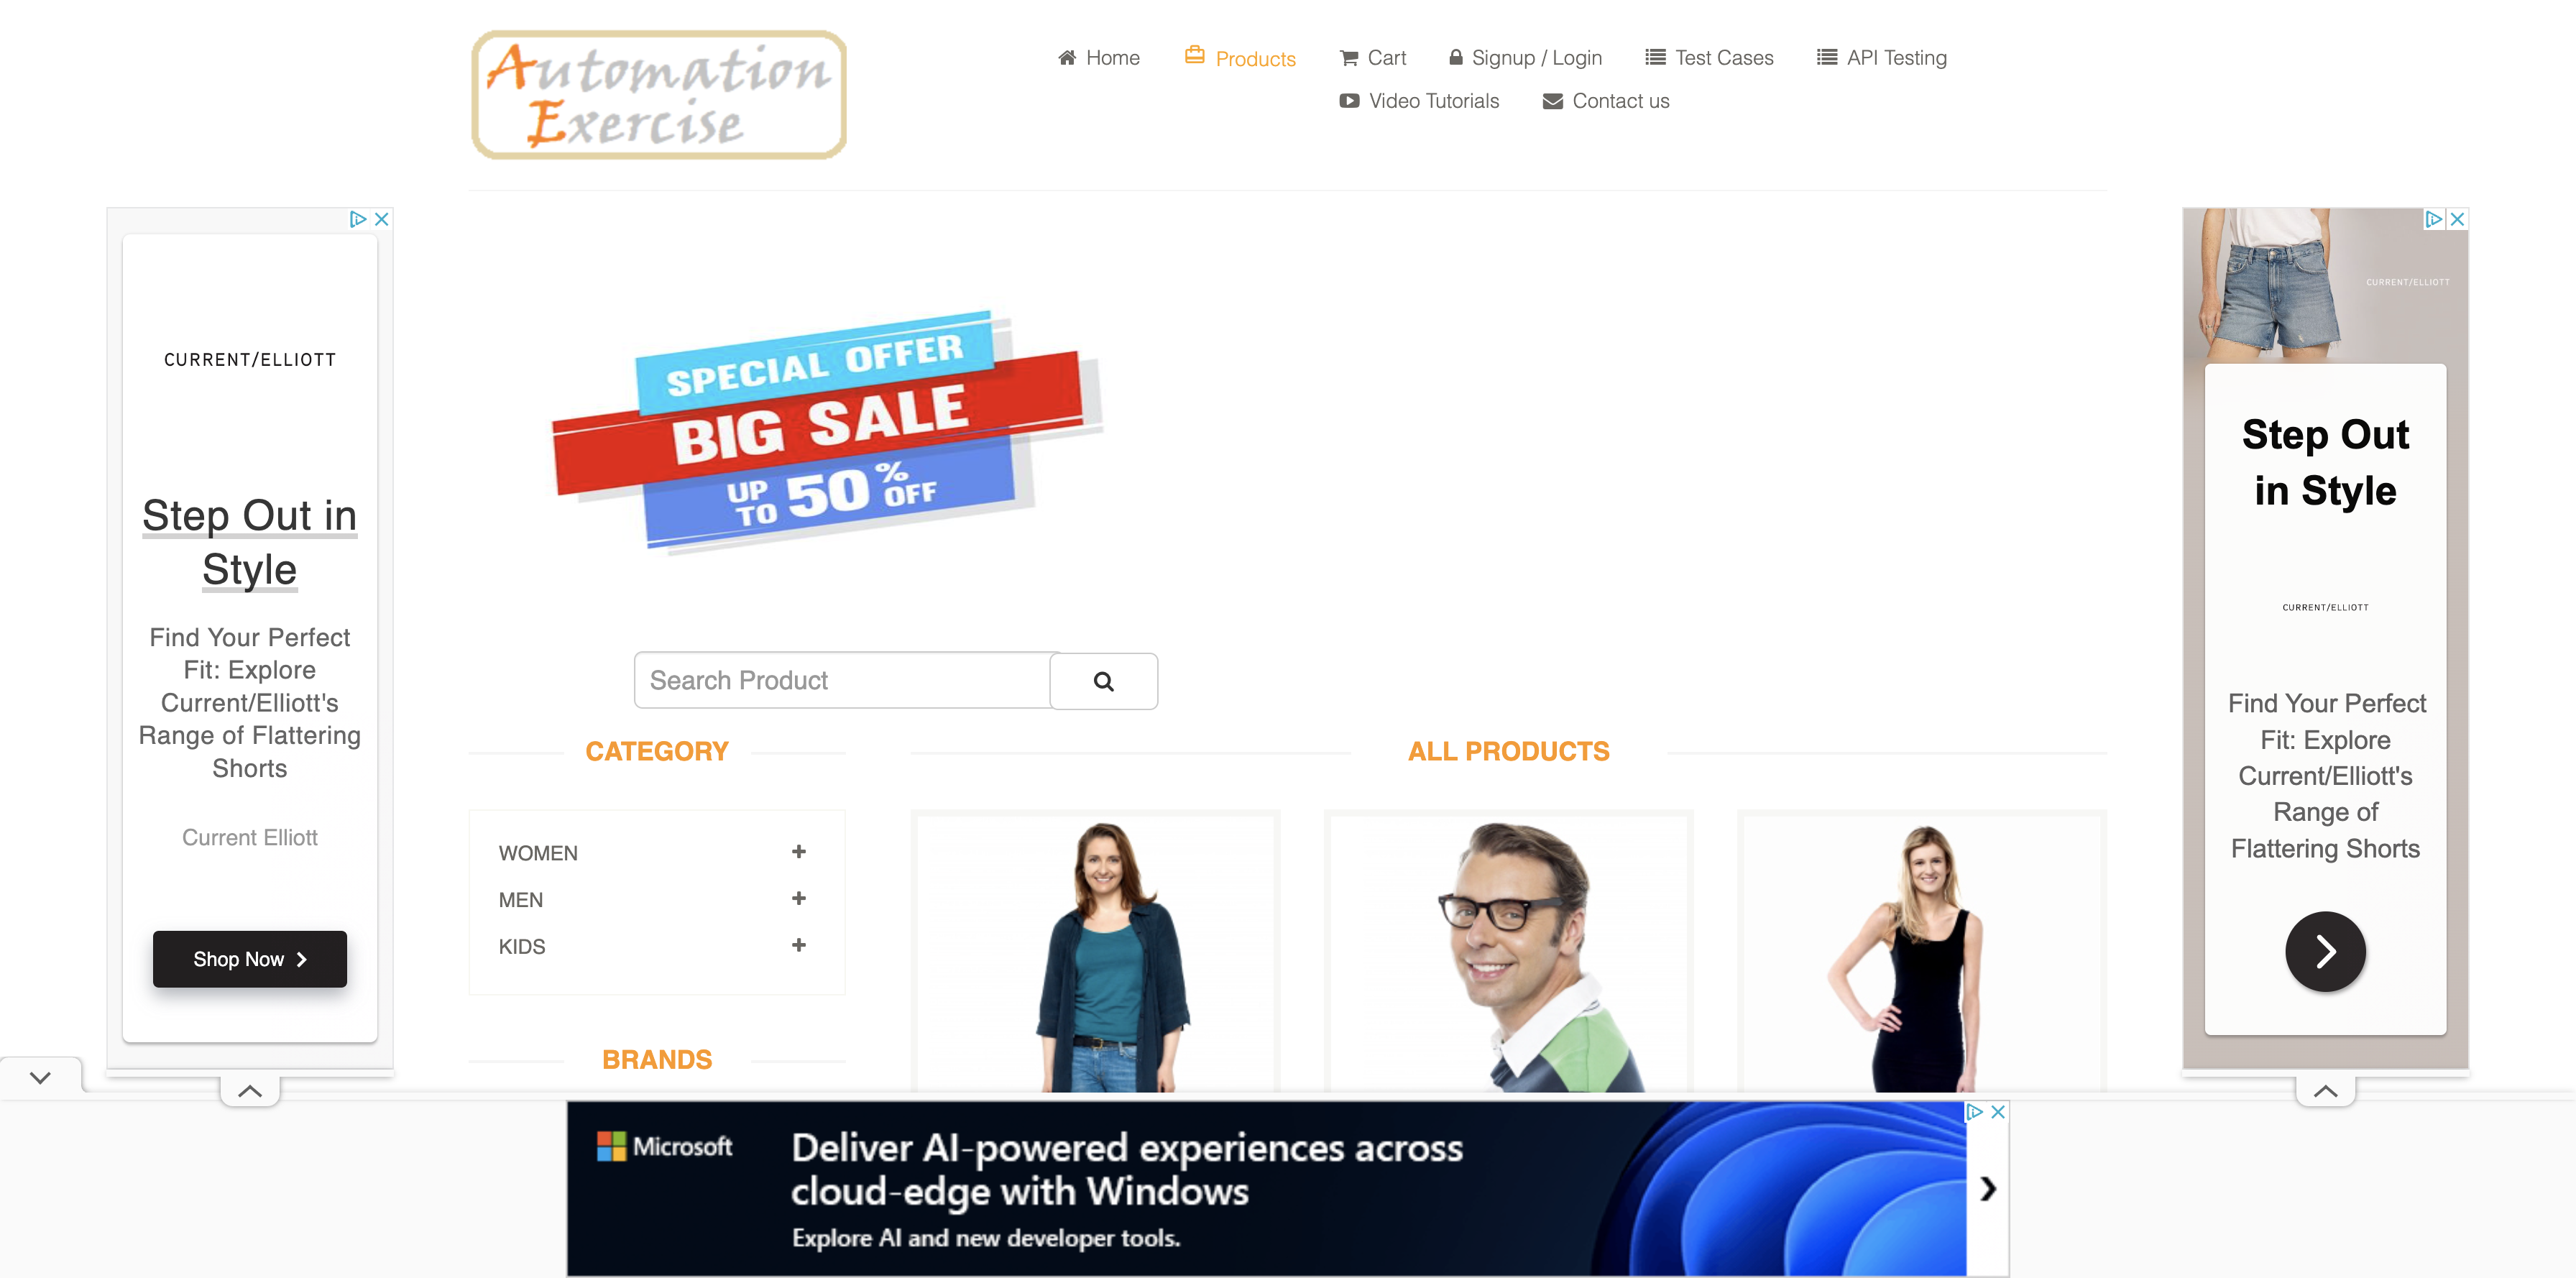 Automation
Exercise
Home
Products
Cart
Signup / Login
Test Cases
API Testing
Video Tutorials
Contact us
CURRENT/ELLIOTT
Step Out in
Style
Find Your Perfect
Fit: Explore
Current/Elliott's
Range of Flattering
Shorts
Current Elliott
Shop Now
SPECIAL OFFER
BIG SALE
UP TO 50% OFF
Search Product
CATEGORY
WOMEN
MEN
KIDS
BRANDS
ALL PRODUCTS
CURRENT/ELLIOTT
Step Out
in Style
CURRENT/ELLIOTT
Find Your Perfect
Fit: Explore
Current/Elliott's
Range of
Flattering Shorts
Microsoft
Deliver AI-powered experiences across
cloud-edge with Windows
Explore AI and new developer tools.